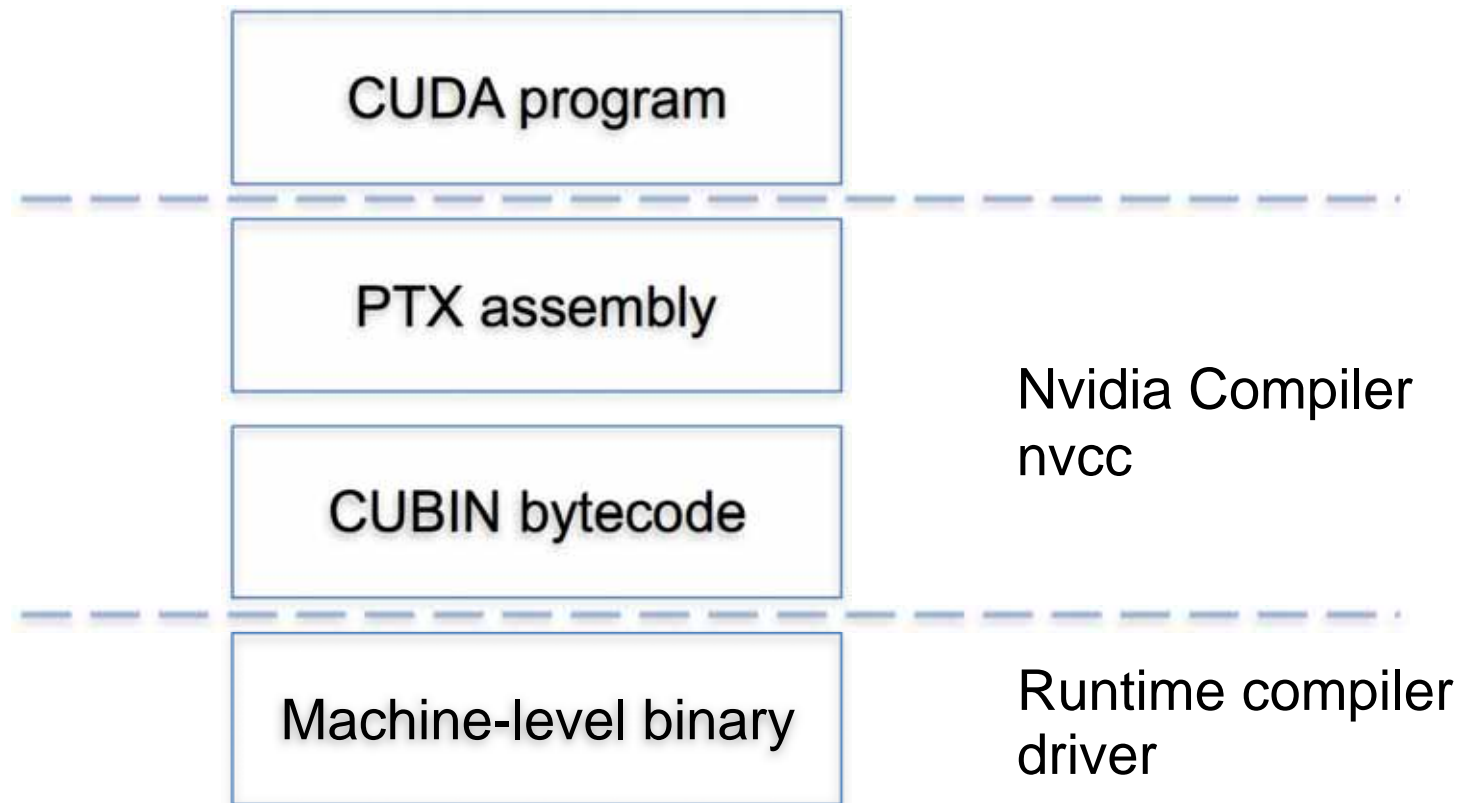 CUDA program
PTX assembly
Nvidia Compiler
nvcc
CUBIN bytecode
Machine-level binary
Runtime compiler
driver